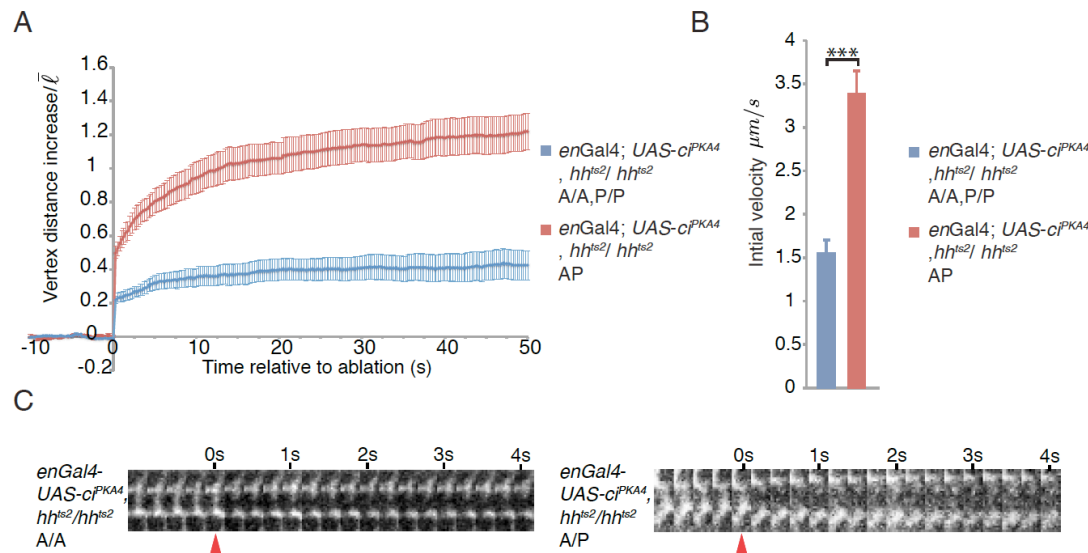 A
Vertex distance increase/ℓ̄
1.6
1.4
1.2
1
0.8
0.6
0.4
0.2
0
-0.2
-10
0
10
20
30
40
50
Time relative to ablation (s)
enGal4; UAS-ci^PKA4
, hh^ts2/ hh^ts2
A/A,P/P
enGal4; UAS-ci^PKA4
, hh^ts2/ hh^ts2
AP
B
Intial velocity μm/s
4
3.5
3
2.5
2
1.5
1
0.5
0
***
enGal4; UAS-ci^PKA4
,hh^ts2/ hh^ts2
A/A,P/P
enGal4; UAS-ci^PKA4
, hh^ts2/ hh^ts2
AP
C
0s 1s 2s 3s 4s
enGal4-
UAS-ci^PKA4,
hh^ts2/hh^ts2
A/A
0s 1s 2s 3s 4s
enGal4-
UAS-ci^PKA4,
hh^ts2/hh^ts2
A/P